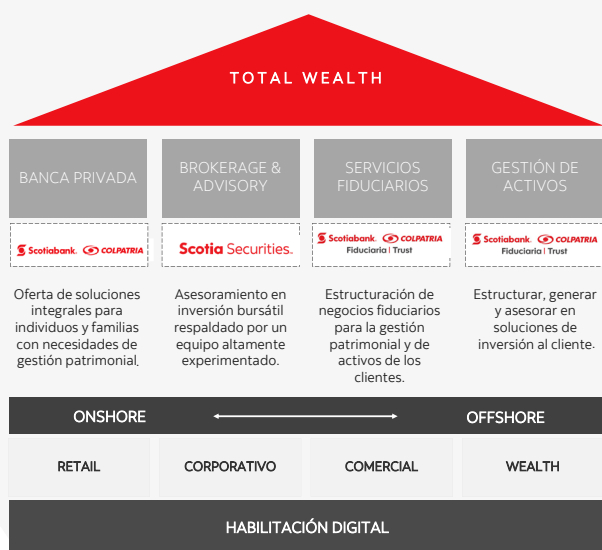 TOTAL WEALTH
BANCA PRIVADA
BROKERAGE &
ADVISORY
SERVICIOS
FIDUCIARIOS
GESTIÓN DE
ACTIVOS
Scotiabank. COLPATRIA
Scotia Securities
Scotiabank. COLPATRIA
Fiduciaria | Trust
Scotiabank. COLPATRIA
Fiduciaria | Trust
Oferta de soluciones
integrales para
individuos y familias
con necesidades de
gestión patrimonial.
Asesoramiento en
inversión bursátil
respaldado por un
equipo altamente
experimentado.
Estructuración de
negocios fiduciarios
para la gestión
patrimonial y de
activos de los
clientes.
Estructurar, generar
y asesorar en
soluciones de
inversión al cliente.
ONSHORE OFFSHORE
RETAIL CORPORATIVO COMERCIAL WEALTH
HABILITACIÓN DIGITAL